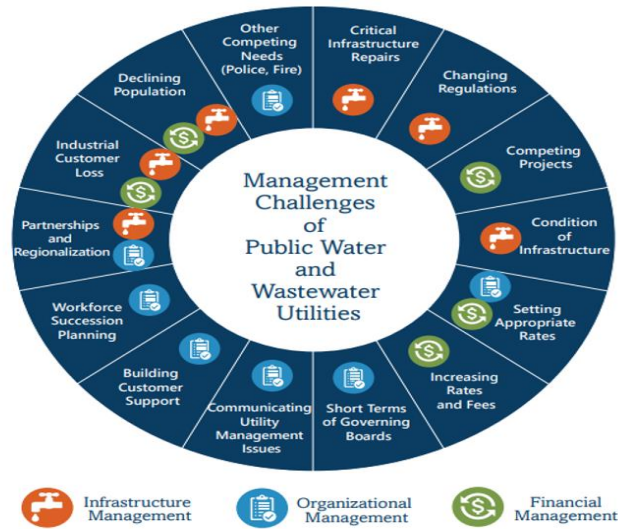 Other
Competing
Needs
(Police, Fire)
Critical
Infrastructure
Repairs
Changing
Regulations
Competing
Projects
Condition
of
Infrastructure
Setting
Appropriate
Rates
Increasing
Rates
and Fees
Short Terms
of Governing
Boards
Communicating
Utility
Management
Issues
Building
Customer
Support
Workforce
Succession
Planning
Partnerships
and
Regionalization
Industrial
Customer
Loss
Declining
Population
Management
Challenges
of
Public Water
and
Wastewater
Utilities
Infrastructure
Management
Organizational
Management
Financial
Management